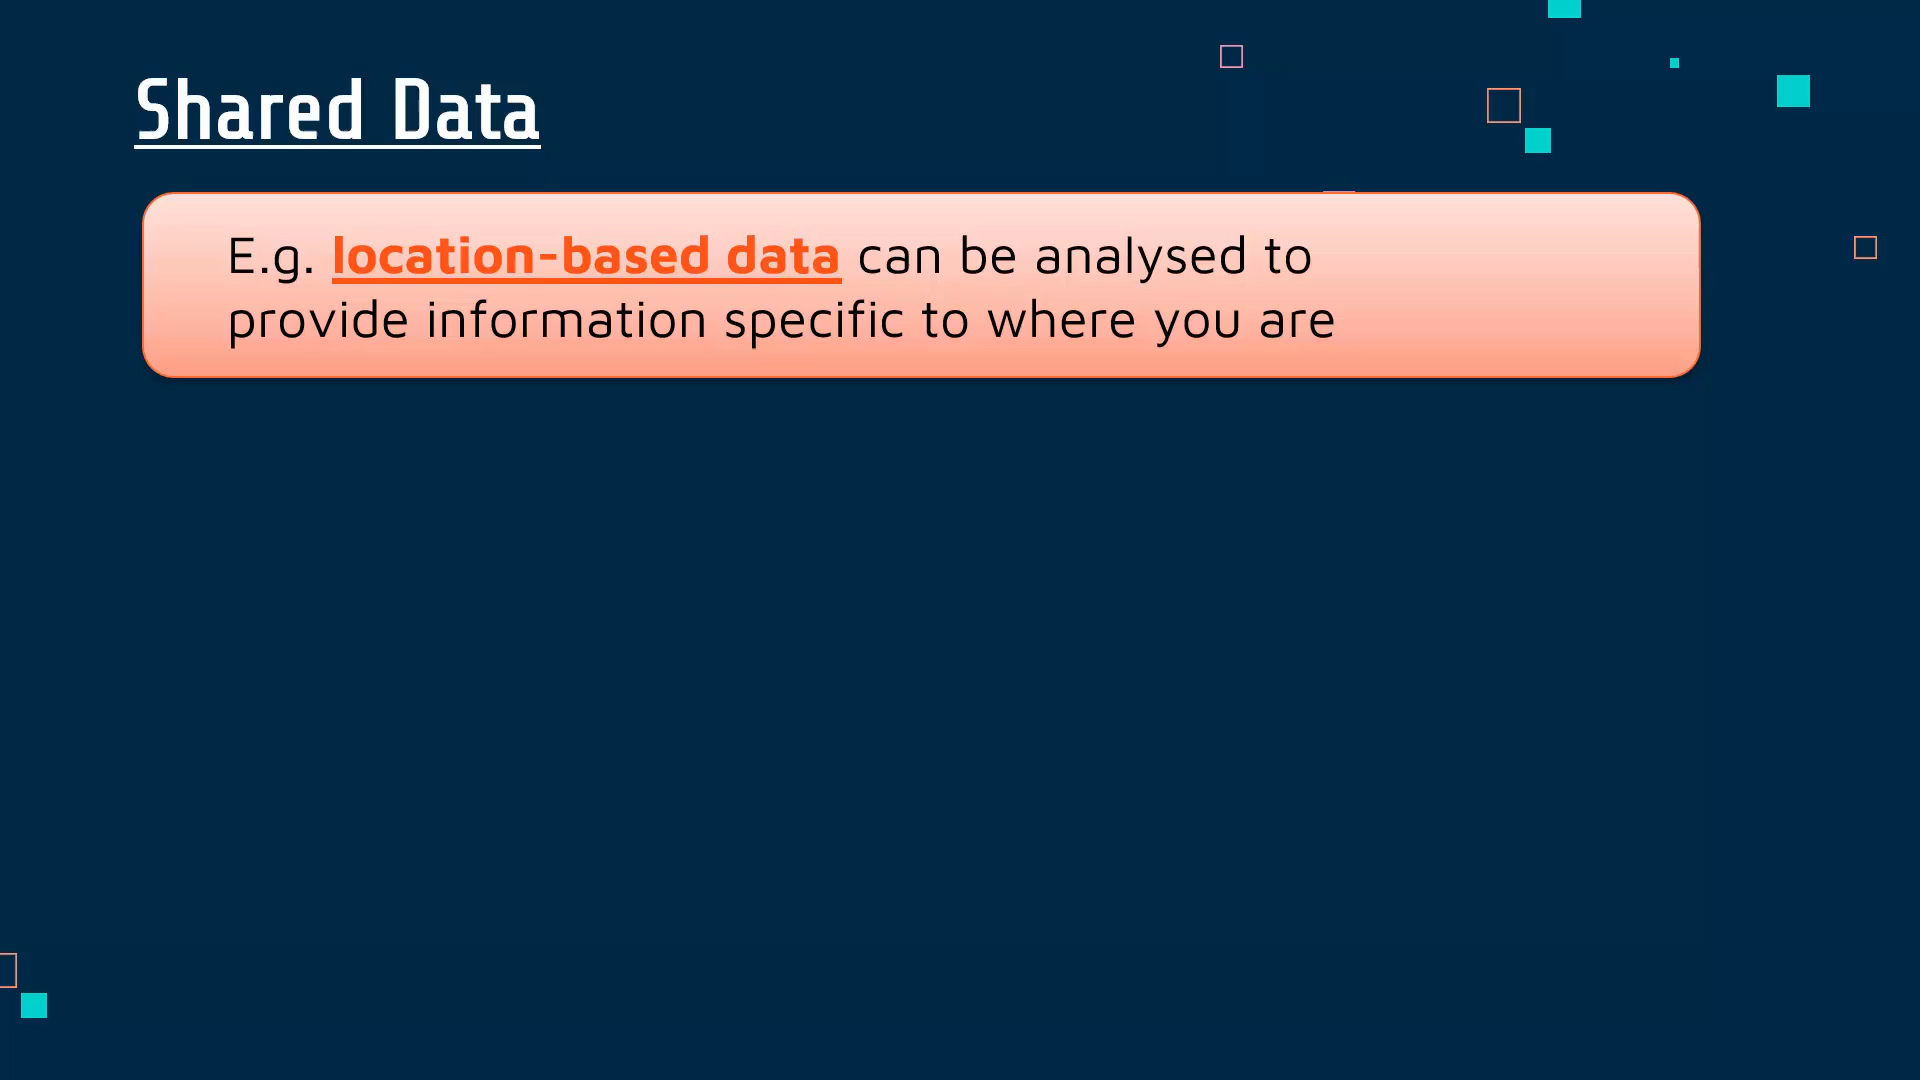 Shared Data
E.g. location-based data can be analysed to
provide information specific to where you are